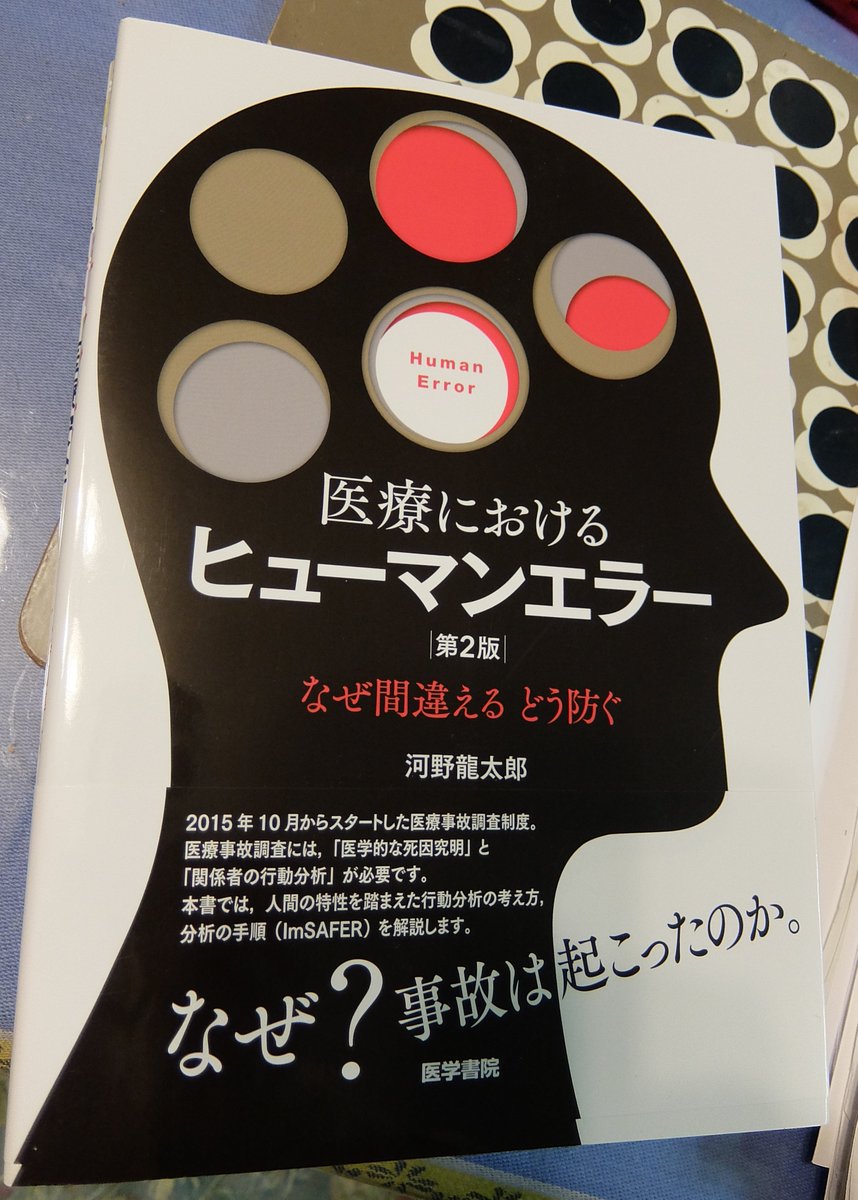 Human
Error
医療における
ヒューマンエラー
第2版
なぜ間違える どう防ぐ
河野龍太郎
2015年10月からスタートした医療事故調査制度。
医療事故調査には,「医学的な死因究明」と
「関係者の行動分析」が必要です。
本書では,人間の特性を踏まえた行動分析の考え方,
分析の手順(ImSAFER)を解説します。
なぜ?事故は起こったのか。
医学書院